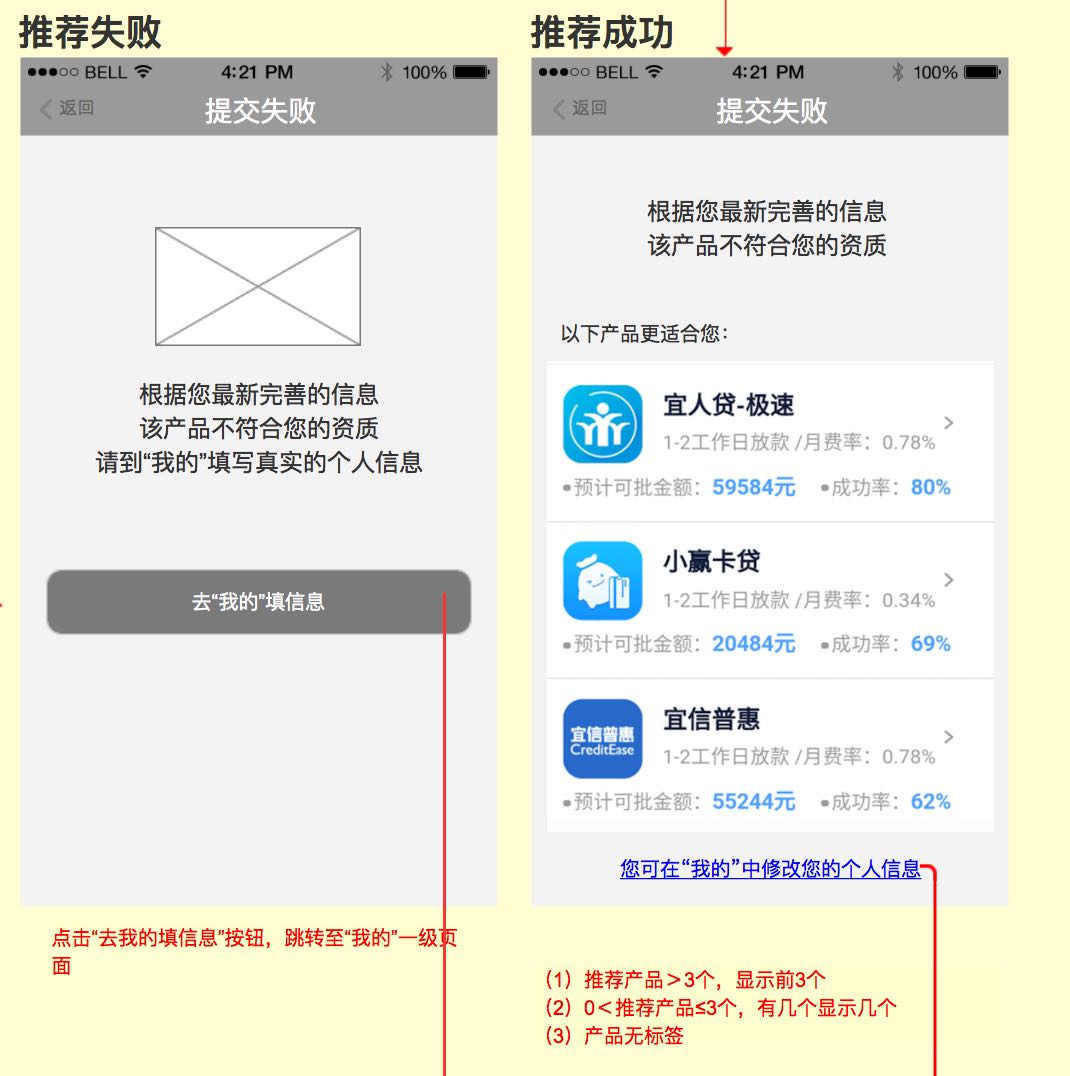 推荐失败
BELL 4:21 PM 100%
返回 提交失败
根据您最新完善的信息
该产品不符合您的资质
请到“我的”填写真实的个人信息
去“我的”填信息
点击“去我的填信息”按钮，跳转至“我的”一级页
面
推荐成功
BELL 4:21 PM 100%
返回 提交失败
根据您最新完善的信息
该产品不符合您的资质
以下产品更适合您：
宜人贷-极速
1-2工作日放款 /月费率：0.78%
●预计可批金额：59584元 ●成功率：80%
小赢卡贷
1-2工作日放款 /月费率：0.34%
●预计可批金额：20484元 ●成功率：69%
宜信普惠
CreditEase
宜信普惠
1-2工作日放款 /月费率：0.78%
●预计可批金额：55244元 ●成功率：62%
您可在“我的”中修改您的个人信息
（1）推荐产品＞3个，显示前3个
（2）0＜推荐产品≤3个，有几个显示几个
（3）产品无标签